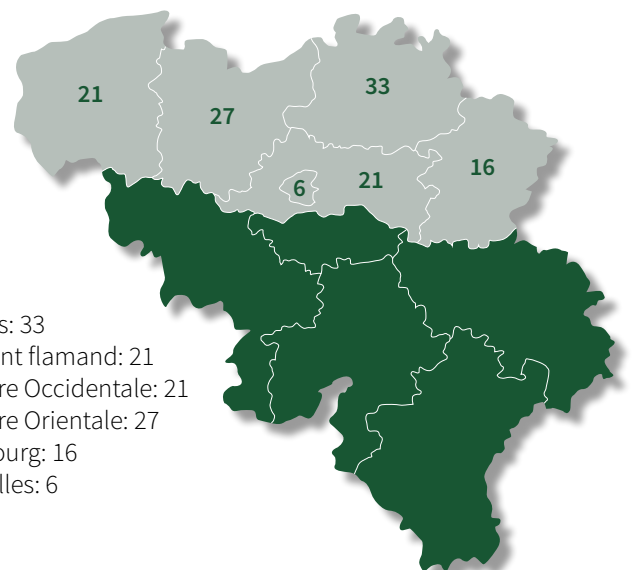 21
27
33
6
21
16
s: 33
nt flamand: 21
re Occidentale: 21
re Orientale: 27
ourg: 16
lles: 6